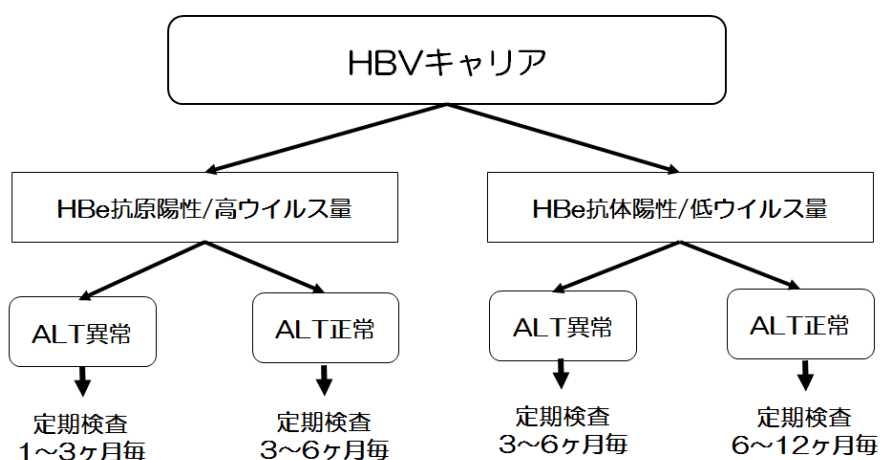 HBVキャリア
HBe抗原陽性/高ウイルス量
HBe抗体陽性/低ウイルス量
ALT異常
ALT正常
ALT異常
ALT正常
定期検査
1～3ヶ月毎
定期検査
3～6ヶ月毎
定期検査
3～6ヶ月毎
定期検査
6～12ヶ月毎